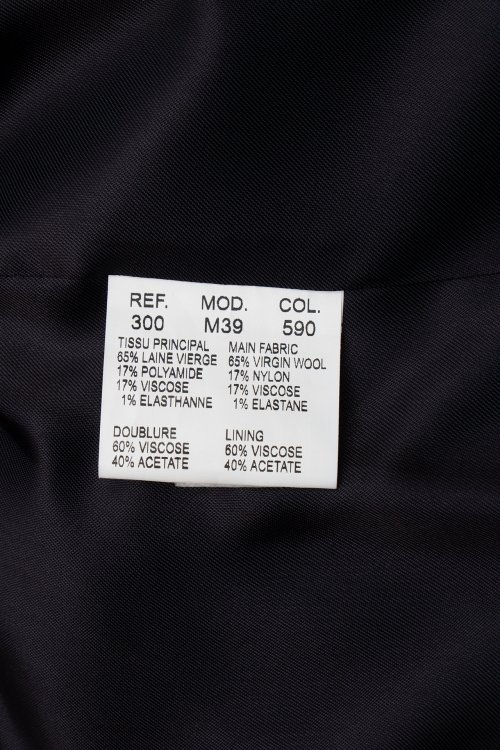 REF. MOD. COL.
300 M39 590
TISSU PRINCIPAL MAIN FABRIC
65% LAINE VIERGE 65% VIRGIN WOOL
17% POLYAMIDE 17% NYLON
17% VISCOSE 17% VISCOSE
1% ELASTHANNE 1% ELASTANE
DOUBLURE LINING
60% VISCOSE 60% VISCOSE
40% ACETATE 40% ACETATE